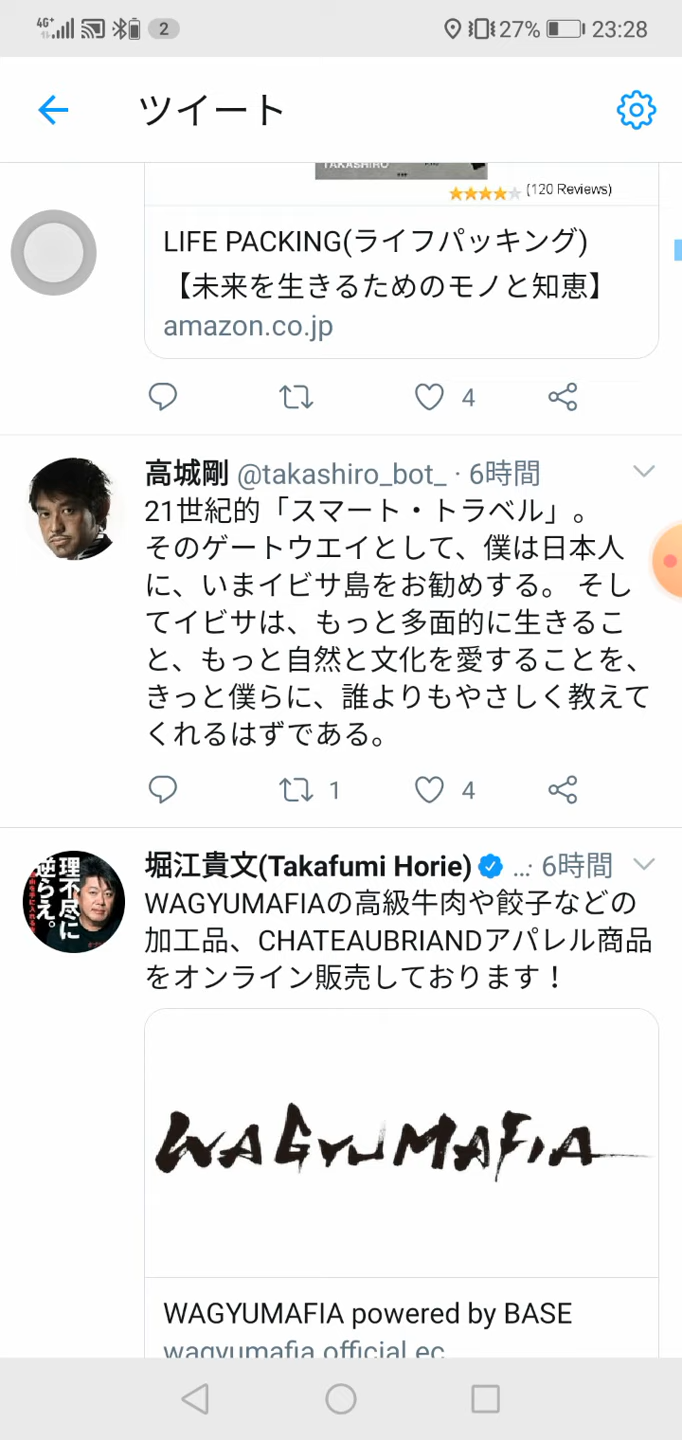 4G+ 2 27% 23:28
ツイート
TAKASHIRO
(120 Reviews)
LIFE PACKING(ライフパッキング)
【未来を生きるためのモノと知恵】
amazon.co.jp
4
高城剛 @takashiro_bot_ · 6時間
21世紀的「スマート・トラベル」。
そのゲートウエイとして、僕は日本人
に、いまイビサ島をお勧めする。 そし
てイビサは、もっと多面的に生きるこ
と、もっと自然と文化を愛することを、
きっと僕らに、誰よりもやさしく教えて
くれるはずである。
1 4
理不尽に
逆らえ。
堀江貴文(Takafumi Horie) ...· 6時間
WAGYUMAFIAの高級牛肉や餃子などの
加工品、CHATEAUBRIANDアパレル商品
をオンライン販売しております！
WAGYUMAFIA
WAGYUMAFIA powered by BASE
wagyumafia.official.ec